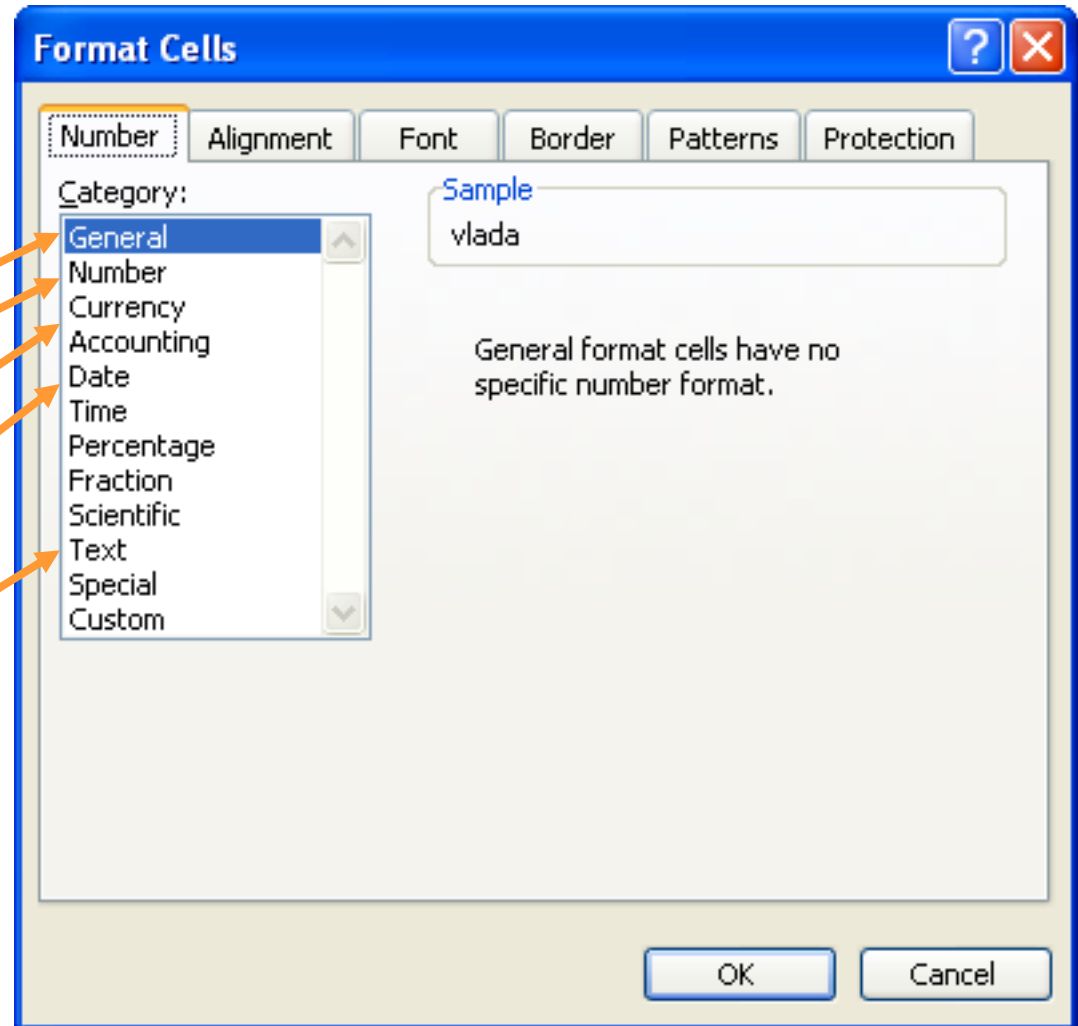 Format Cells
Number Alignment Font Border Patterns Protection
Category:
General
Number
Currency
Accounting
Date
Time
Percentage
Fraction
Scientific
Text
Special
Custom
Sample
vlada
General format cells have no
specific number format.
OK Cancel